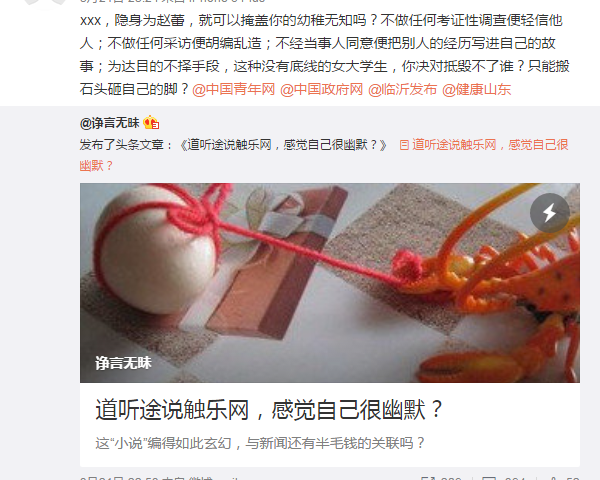 xxx，隐身为赵蕾，就可以掩盖你的幼稚无知吗？不做任何考证性调查便轻信他
人；不做任何采访便胡编乱造；不经当事人同意便把别人的经历写进自己的故
事；为达目的不择手段，这种没有底线的女大学生，你决对抵毁不了谁？只能搬
石头砸自己的脚？@中国青年网 @中国政府网 @临沂发布 @健康山东
@诤言无昧
发布了头条文章：《道听途说触乐网，感觉自己很幽默？》 道听途说触乐网，感觉自己很
幽默？
诤言无昧
道听途说触乐网，感觉自己很幽默？
这“小说”编得如此玄幻，与新闻还有半毛钱的关联吗？